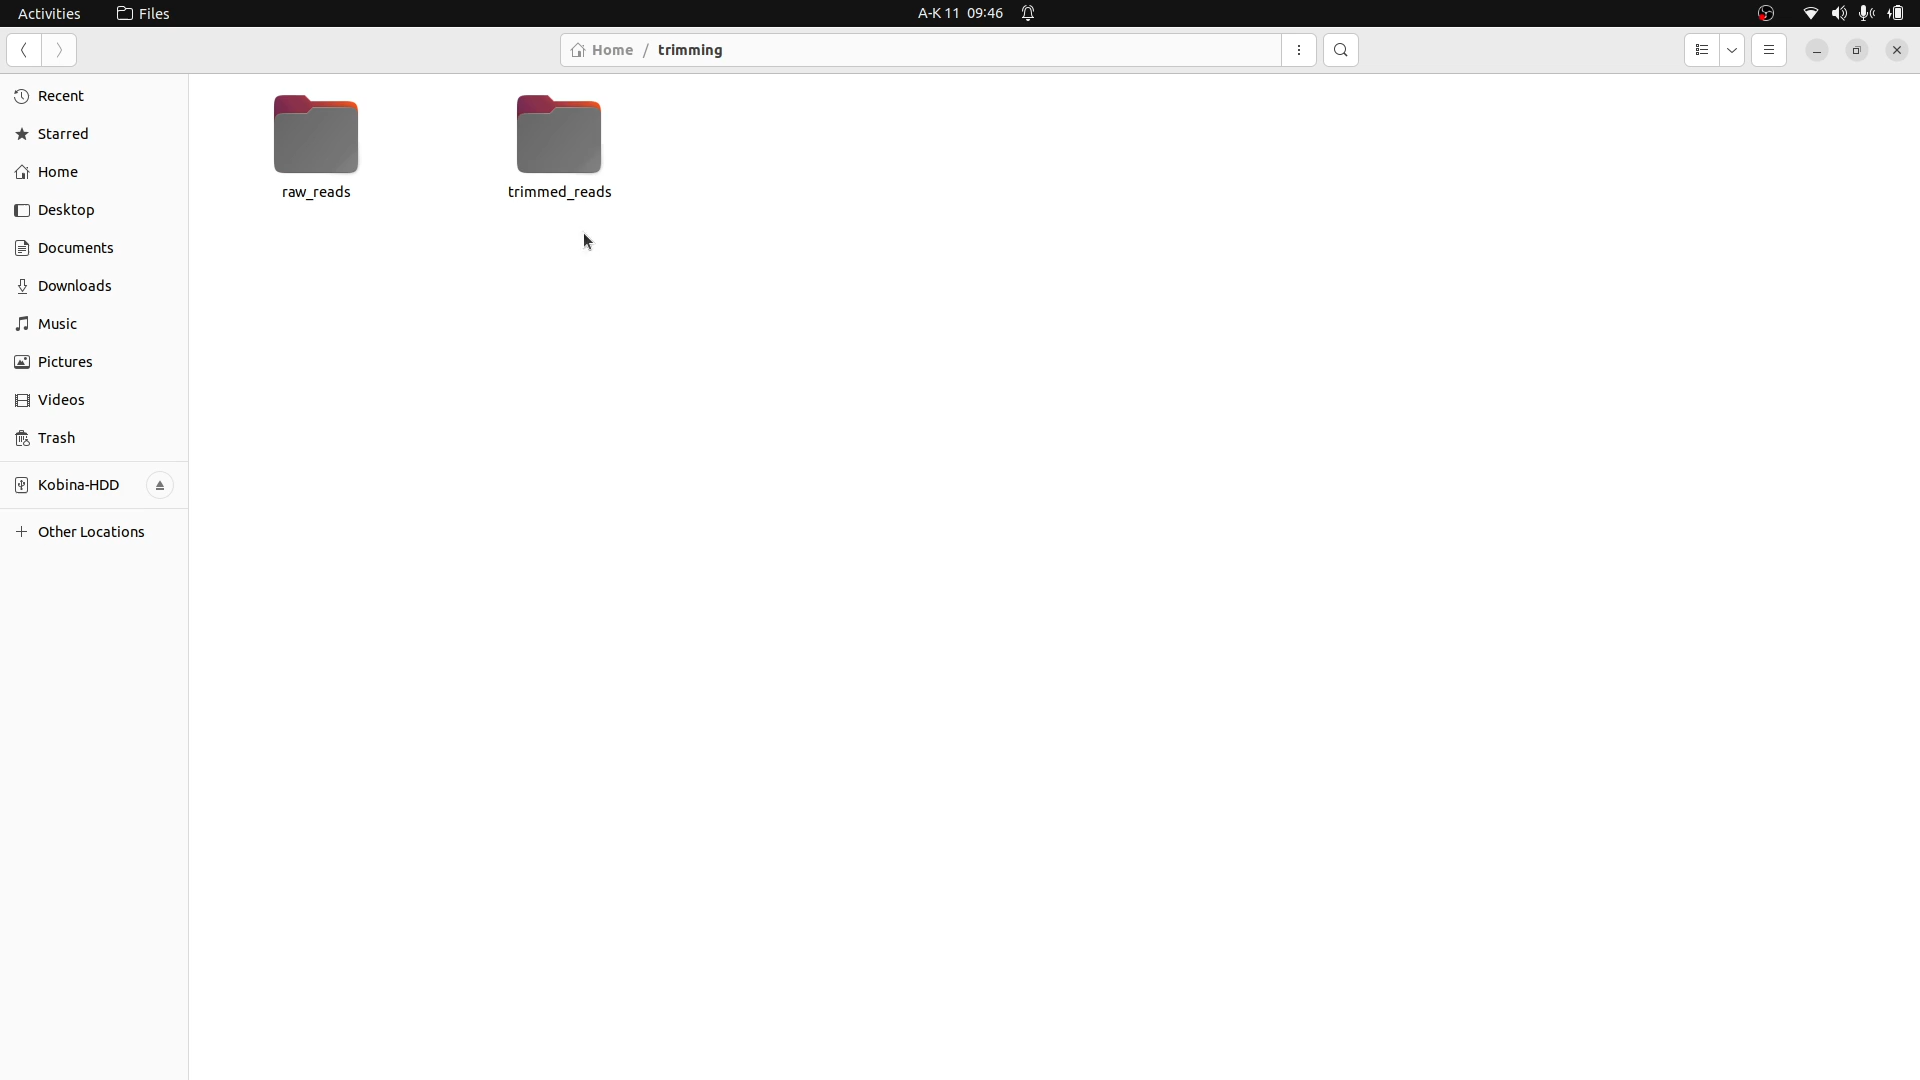 Activities Files A-K 11 09:46
Home / trimming
Recent
Starred
Home
Desktop
Documents
Downloads
Music
Pictures
Videos
Trash
Kobina-HDD
Other Locations
raw_reads trimmed_reads